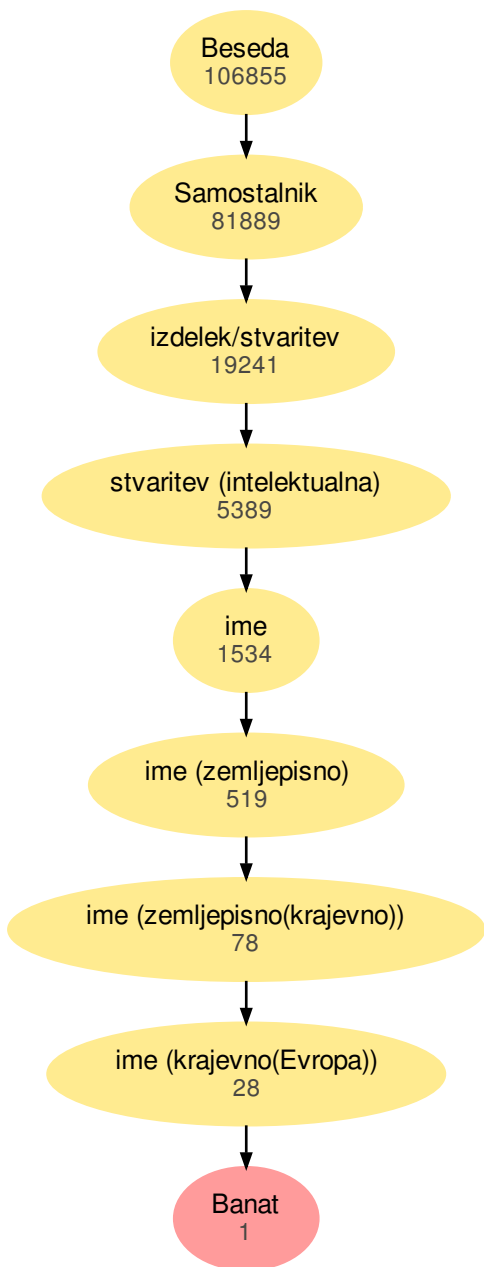 Beseda
106855
Samostalnik
81889
izdelek/stvaritev
19241
stvaritev (intelektualna)
5389
ime
1534
ime (zemljepisno)
519
ime (zemljepisno(krajevno))
78
ime (krajevno(Evropa))
28
Banat
1